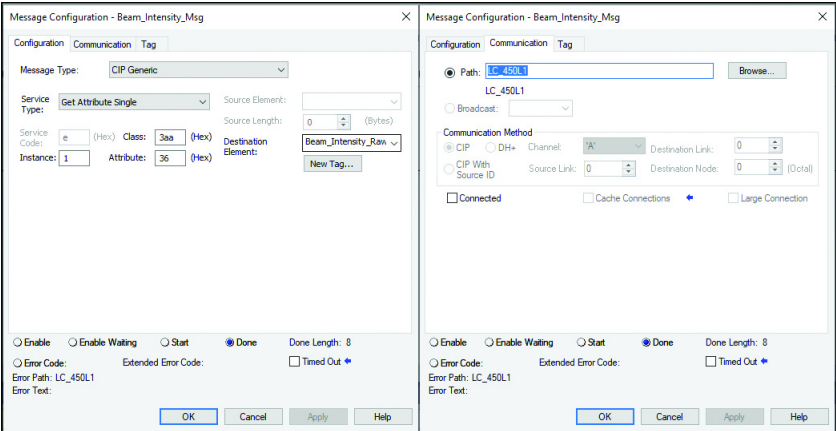 Message Configuration - Beam_Intensity_Msg
Configuration Communication Tag
Message Type: CIP Generic
Service Type: Get Attribute Single
Source Element:
Source Length: 0 (Bytes)
Service Code: e (Hex) Class: 3aa (Hex)
Destination Element: Beam_Intensity_Raw
Instance: 1 Attribute: 36 (Hex)
New Tag...
Enable Enable Waiting Start Done Done Length: 8
Error Code: Extended Error Code: Timed Out
Error Path: LC_450L1
Error Text:
OK Cancel Apply Help
Message Configuration - Beam_Intensity_Msg
Configuration Communication Tag
Path: LC_450L1 Browse...
LC_450L1
Broadcast:
Communication Method
CIP DH+ Channel: 'A' Destination Link: 0
CIP With Source ID Source Link: 0 Destination Node: 0 (Octal)
Connected Cache Connections Large Connection
Enable Enable Waiting Start Done Done Length: 8
Error Code: Extended Error Code: Timed Out
Error Path: LC_450L1
Error Text:
OK Cancel Apply Help